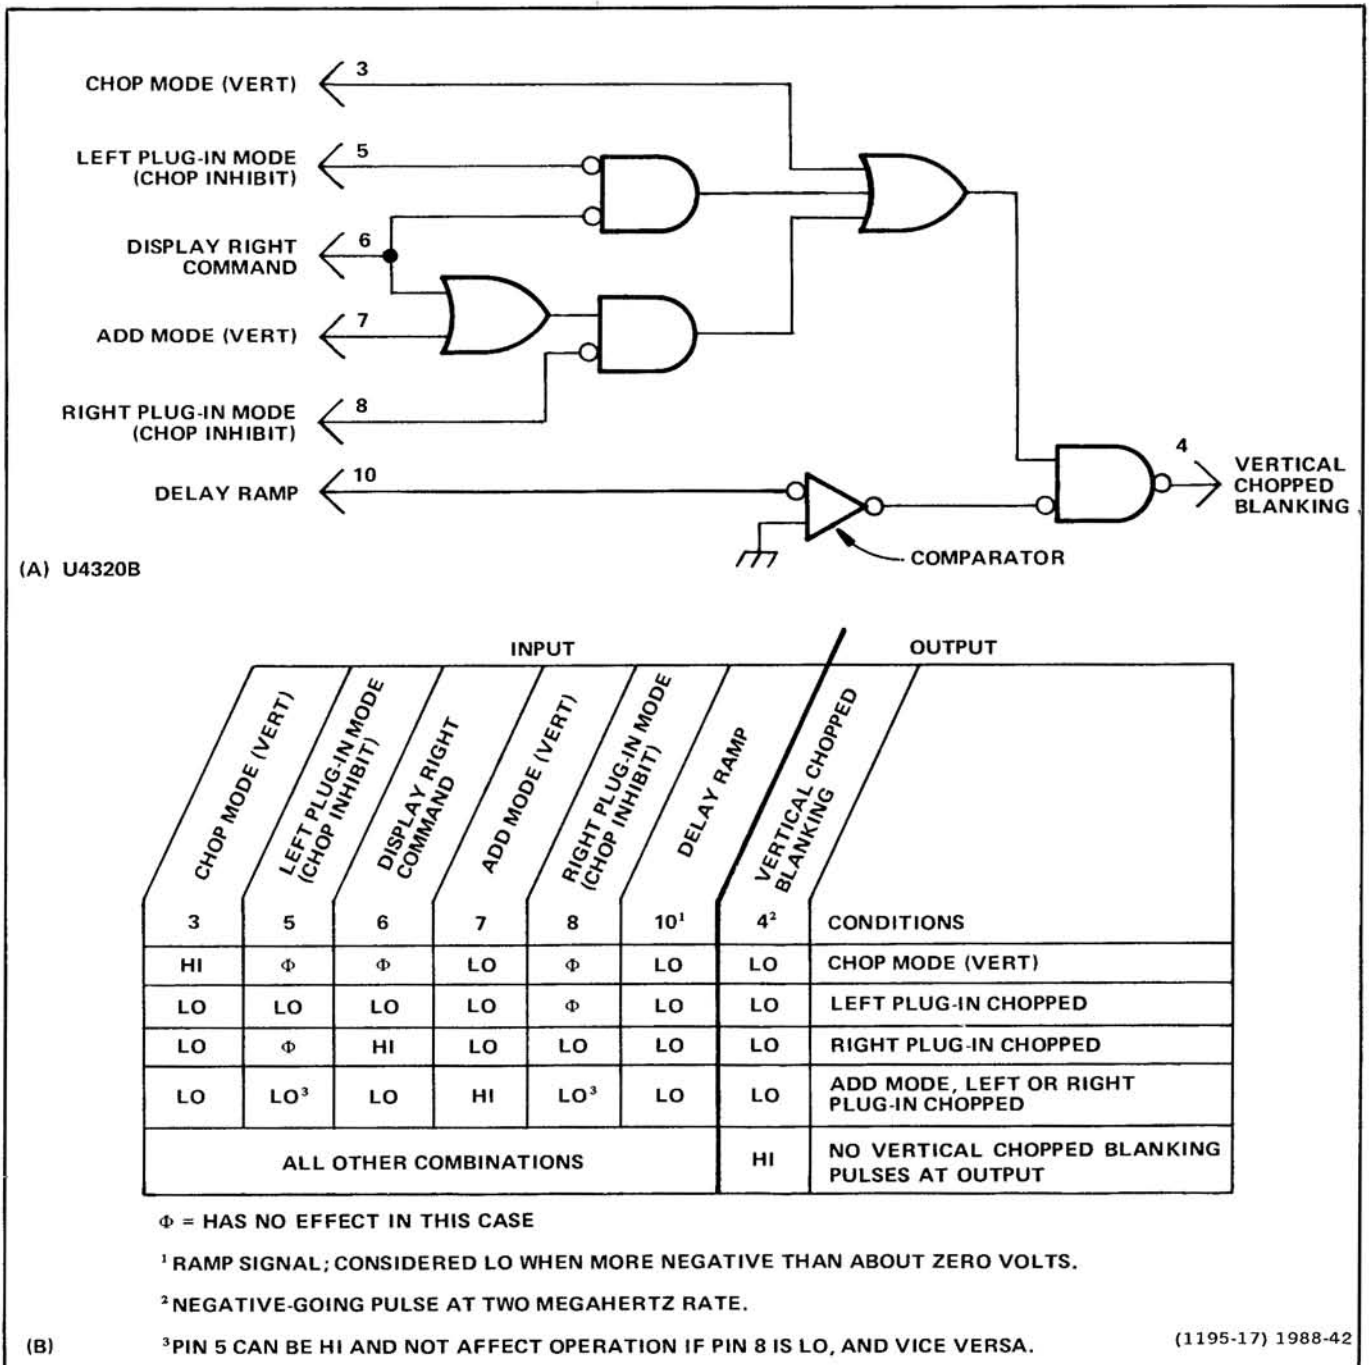 CHOP MODE (VERT)
3
LEFT PLUG-IN MODE
(CHOP INHIBIT)
5
DISPLAY RIGHT
COMMAND
6
ADD MODE (VERT)
7
RIGHT PLUG-IN MODE
(CHOP INHIBIT)
8
DELAY RAMP
10
4
VERTICAL
CHOPPED
BLANKING
COMPARATOR
(A) U4320B
INPUT OUTPUT
CHOP MODE (VERT)
LEFT PLUG-IN MODE
(CHOP INHIBIT)
DISPLAY RIGHT
COMMAND
ADD MODE (VERT)
RIGHT PLUG-IN MODE
(CHOP INHIBIT)
DELAY RAMP
VERTICAL CHOPPED
BLANKING
3 5 6 7 8 10¹ 4² CONDITIONS
HI Φ Φ LO Φ LO LO CHOP MODE (VERT)
LO LO LO LO Φ LO LO LEFT PLUG-IN CHOPPED
LO Φ HI LO LO LO LO RIGHT PLUG-IN CHOPPED
LO LO³ LO HI LO³ LO LO ADD MODE, LEFT OR RIGHT
PLUG-IN CHOPPED
ALL OTHER COMBINATIONS HI NO VERTICAL CHOPPED BLANKING
PULSES AT OUTPUT
Φ = HAS NO EFFECT IN THIS CASE
¹RAMP SIGNAL; CONSIDERED LO WHEN MORE NEGATIVE THAN ABOUT ZERO VOLTS.
²NEGATIVE-GOING PULSE AT TWO MEGAHERTZ RATE.
(B) ³PIN 5 CAN BE HI AND NOT AFFECT OPERATION IF PIN 8 IS LO, AND VICE VERSA.
(1195-17) 1988-42